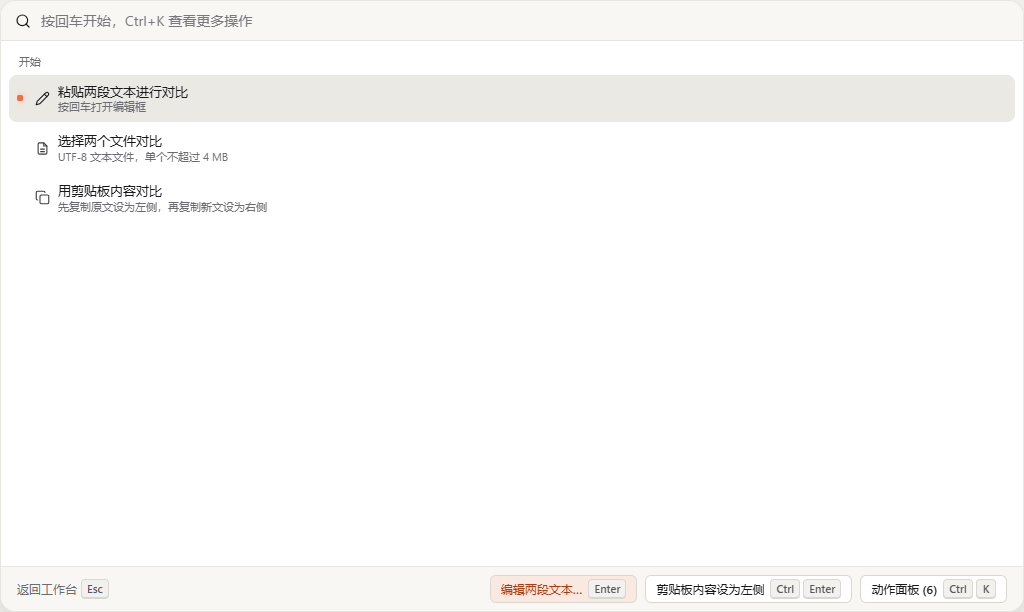 按回车开始，Ctrl+K 查看更多操作
开始
粘贴两段文本进行对比
按回车打开编辑框
选择两个文件对比
UTF-8 文本文件，单个不超过 4 MB
用剪贴板内容对比
先复制原文设为左侧，再复制新文设为右侧
返回工作台 Esc
编辑两段文本... Enter
剪贴板内容设为左侧 Ctrl Enter
动作面板 (6) Ctrl K